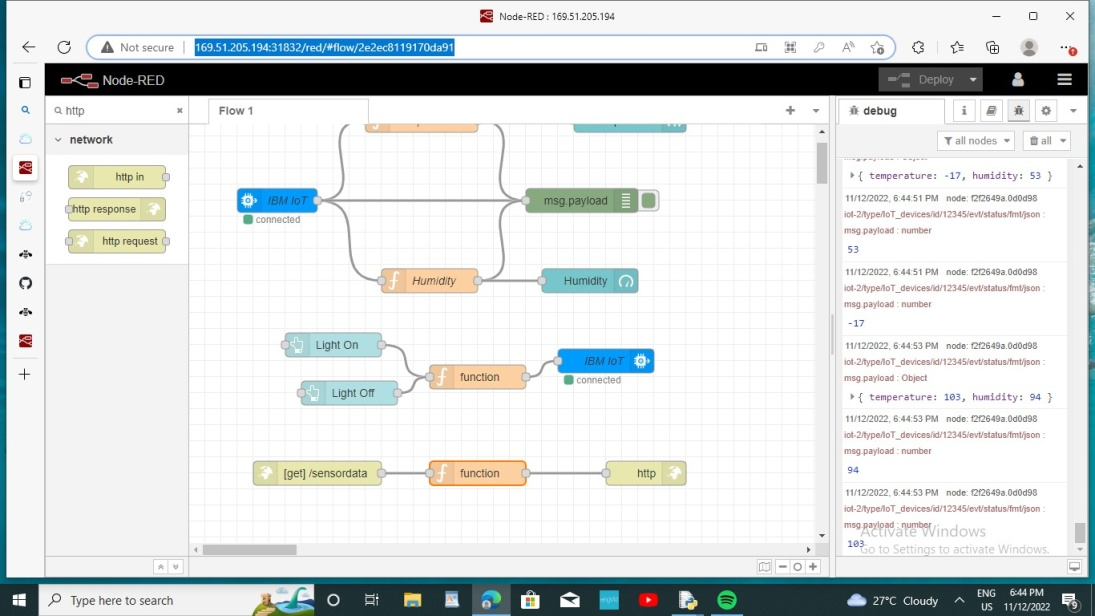 Node-RED : 169.51.205.194
Not secure
169.51.205.194:31832/red/#flow/2e2ec8119170da91
Node-RED
Deploy
http
Flow 1
debug
i
network
all nodes
all
http in
http response
http request
IBM IoT
connected
msg.payload
Humidity
Humidity
Light On
Light Off
function
IBM IoT
connected
[get] /sensordata
function
http
{ temperature: -17, humidity: 53 }
11/12/2022, 6:44:51 PM node: f2f2649a.0d0d98
iot-2/type/IoT_devices/id/12345/evt/status/fmt/json :
msg.payload : number
53
11/12/2022, 6:44:51 PM node: f2f2649a.0d0d98
iot-2/type/IoT_devices/id/12345/evt/status/fmt/json :
msg.payload : number
-17
11/12/2022, 6:44:53 PM node: f2f2649a.0d0d98
iot-2/type/IoT_devices/id/12345/evt/status/fmt/json :
msg.payload : Object
{ temperature: 103, humidity: 94 }
11/12/2022, 6:44:53 PM node: f2f2649a.0d0d98
iot-2/type/IoT_devices/id/12345/evt/status/fmt/json :
msg.payload : number
94
11/12/2022, 6:44:53 PM node: f2f2649a.0d0d98
iot-2/type/IoT_devices/id/12345/evt/status/fmt/json :
msg.payload : number
103
Activate Windows
Go to Settings to activate Windows.
Type here to search
27°C Cloudy
ENG
US
6:44 PM
11/12/2022
9